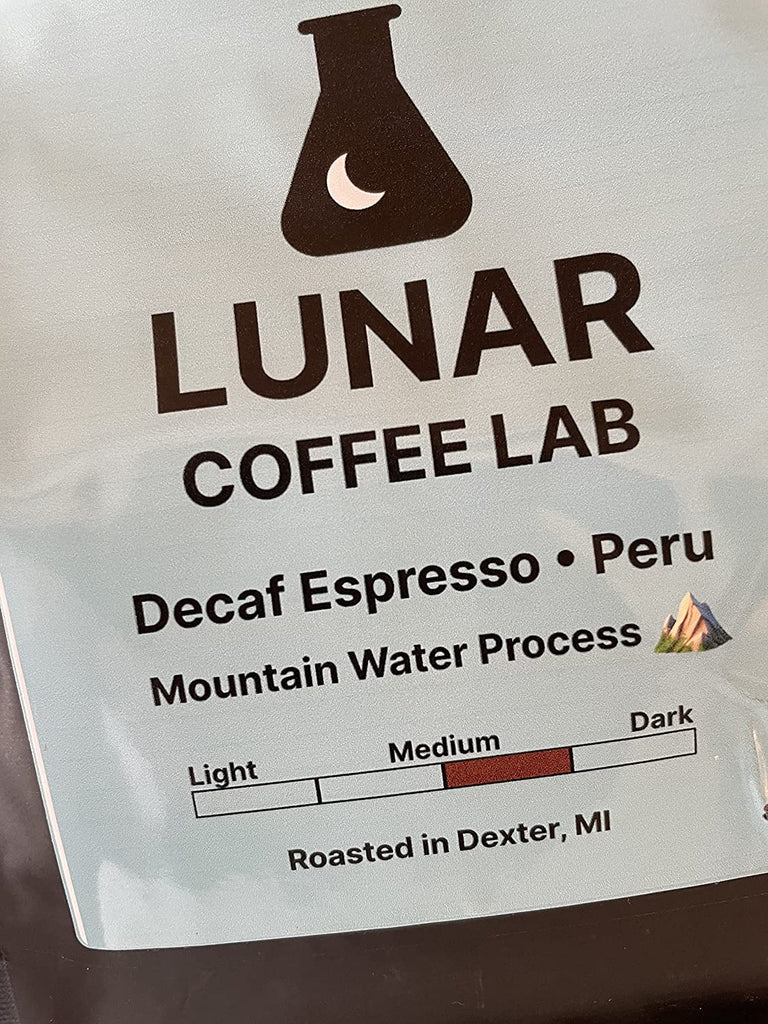 LUNAR
COFFEE LAB
Decaf Espresso • Peru
Mountain Water Process
Light Medium Dark
Roasted in Dexter, MI